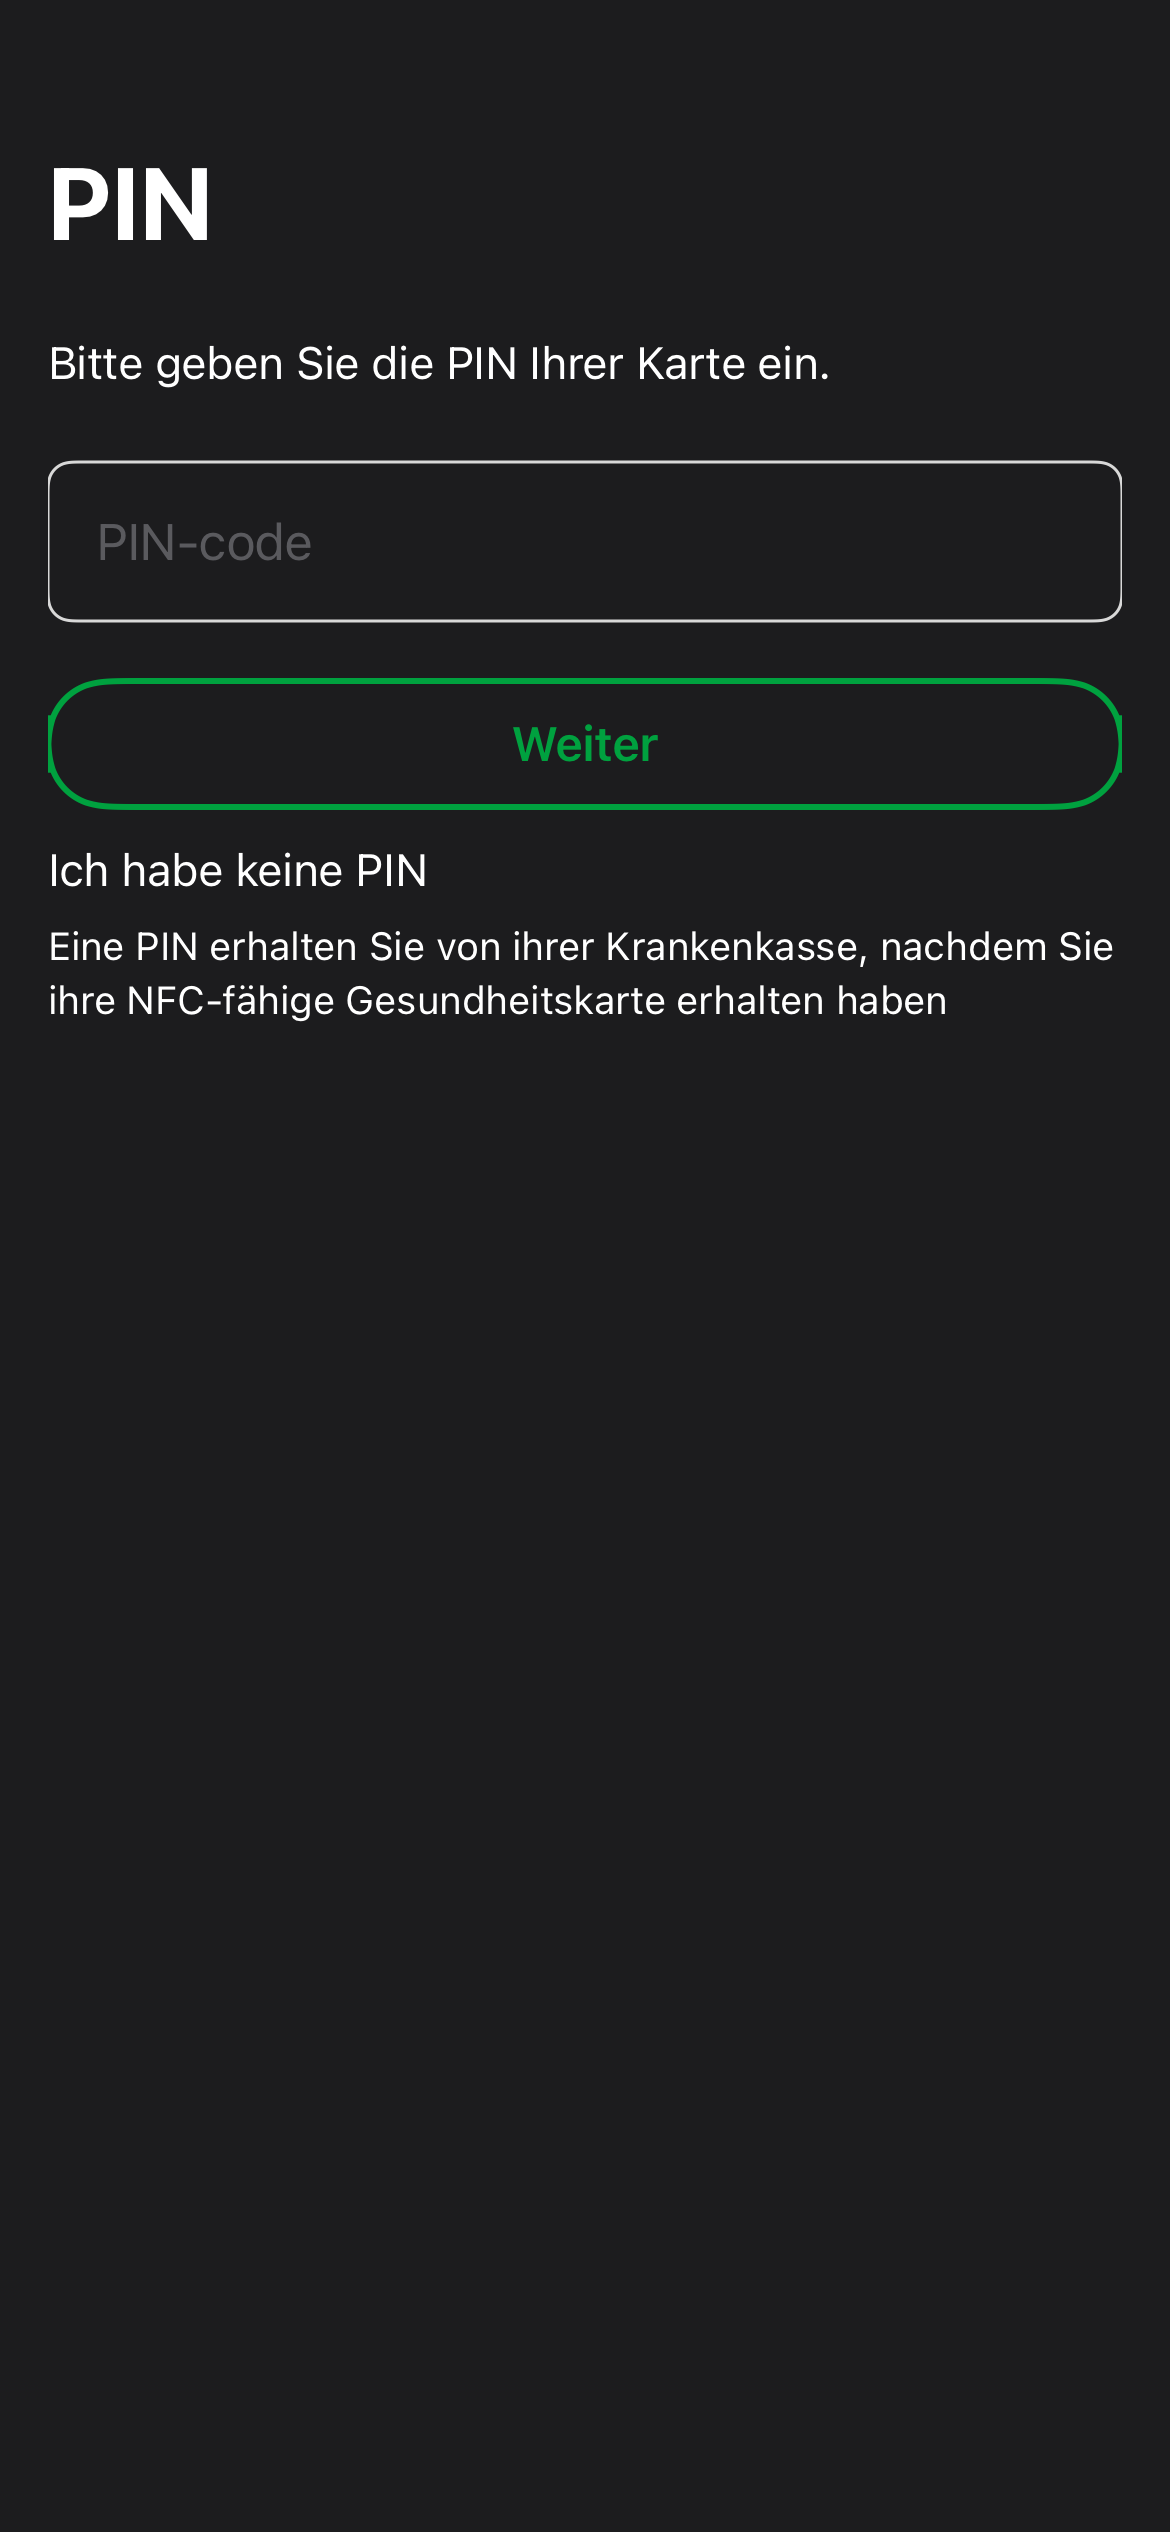 PIN
Bitte geben Sie die PIN Ihrer Karte ein.
PIN-code
Weiter
Ich habe keine PIN
Eine PIN erhalten Sie von ihrer Krankenkasse, nachdem Sie
ihre NFC-fähige Gesundheitskarte erhalten haben